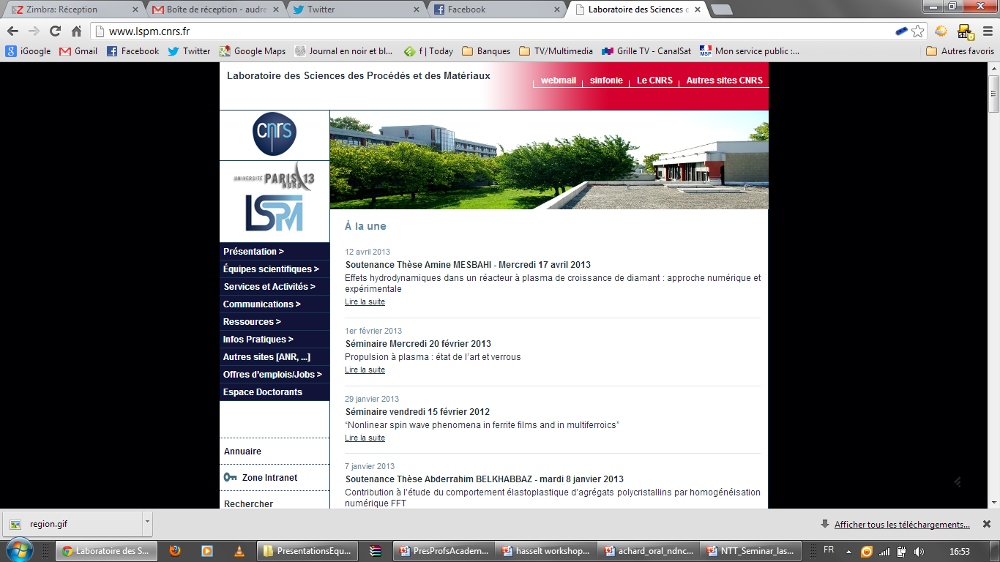 Zimbra: Réception
Boîte de réception - audre
Twitter
Facebook
Laboratoire des Sciences d
www.lspm.cnrs.fr
iGoogle
Gmail
Facebook
Twitter
Google Maps
Journal en noir et bl...
f | Today
Banques
TV/Multimedia
Grille TV - CanalSat
Mon service public :...
Autres favoris
Laboratoire des Sciences des Procédés et des Matériaux
webmail
sinfonie
Le CNRS
Autres sites CNRS
cnrs
UNIVERSITÉ PARIS 13
NORD
LSPM
Présentation >
Équipes scientifiques >
Services et Activités >
Communications >
Ressources >
Infos Pratiques >
Autres sites [ANR, ...]
Offres d'emplois/Jobs >
Espace Doctorants
Annuaire
Zone Intranet
Rechercher
À la une
12 avril 2013
Soutenance Thèse Amine MESBAHI - Mercredi 17 avril 2013
Effets hydrodynamiques dans un réacteur à plasma de croissance de diamant : approche numérique et
expérimentale
Lire la suite
1er février 2013
Séminaire Mercredi 20 février 2013
Propulsion à plasma : état de l'art et verrous
Lire la suite
29 janvier 2013
Séminaire vendredi 15 février 2012
“Nonlinear spin wave phenomena in ferrite films and in multiferroics”
Lire la suite
7 janvier 2013
Soutenance Thèse Abderrahim BELKHABBAZ - mardi 8 janvier 2013
Contribution à l'étude du comportement élastoplastique d'agrégats polycristallins par homogénéisation
numérique FFT
region.gif
Afficher tous les téléchargements...
Laboratoire des S...
PresentationsEqu...
PresProfsAcadem...
hasselt workshop...
achard_oral_ndnc...
NTT_Seminar_las...
FR
16:53